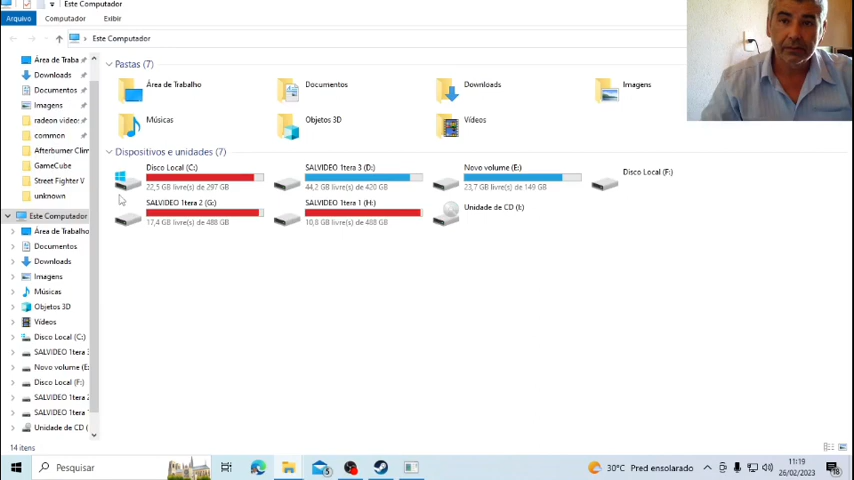 Este Computador
Arquivo
Computador
Exibir
Este Computador
Área de Traba
Downloads
Documentos
Imagens
radeon videos
common
Afterburner Clim
GameCube
Street Fighter V
unknown
Este Computador
Área de Trabalho
Documentos
Downloads
Imagens
Músicas
Objetos 3D
Vídeos
Disco Local (C:)
SALVIDEO 1tera 3
Novo volume (E:
Disco Local (F:)
SALVIDEO 1tera 2
SALVIDEO 1tera 1
Unidade de CD (
Pastas (7)
Área de Trabalho
Documentos
Downloads
Imagens
Músicas
Objetos 3D
Vídeos
Dispositivos e unidades (7)
Disco Local (C:)
22,5 GB livre(s) de 297 GB
SALVIDEO 1tera 3 (D:)
44,2 GB livre(s) de 420 GB
Novo volume (E:)
23,7 GB livre(s) de 149 GB
Disco Local (F:)
SALVIDEO 1tera 2 (G:)
17,4 GB livre(s) de 488 GB
SALVIDEO 1tera 1 (H:)
10,8 GB livre(s) de 488 GB
Unidade de CD (I:)
14 itens
Pesquisar
5
30°C Pred ensolarado
11:19
26/02/2023
18